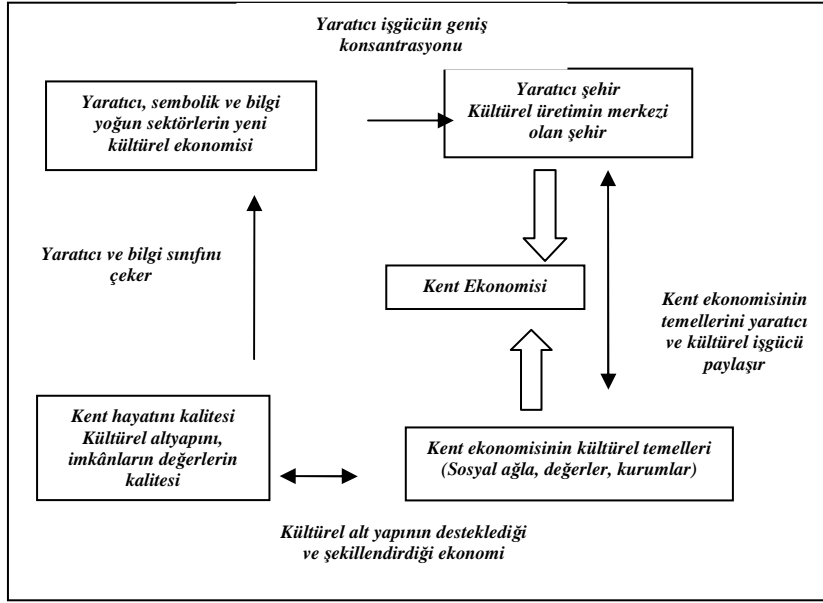 Yaratıcı işgücün geniş
konsantrasyonu
Yaratıcı, sembolik ve bilgi
yoğun sektörlerin yeni
kültürel ekonomisi
Yaratıcı şehir
Kültürel üretimin merkezi
olan şehir
Yaratıcı ve bilgi sınıfını
çeker
Kent Ekonomisi
Kent ekonomisinin
temellerini yaratıcı
ve kültürel işgücü
paylaşır
Kent hayatını kalitesi
Kültürel altyapını,
imkânların değerlerin
kalitesi
Kent ekonomisinin kültürel temelleri
(Sosyal ağla, değerler, kurumlar)
Kültürel alt yapının desteklediği
ve şekillendirdiği ekonomi